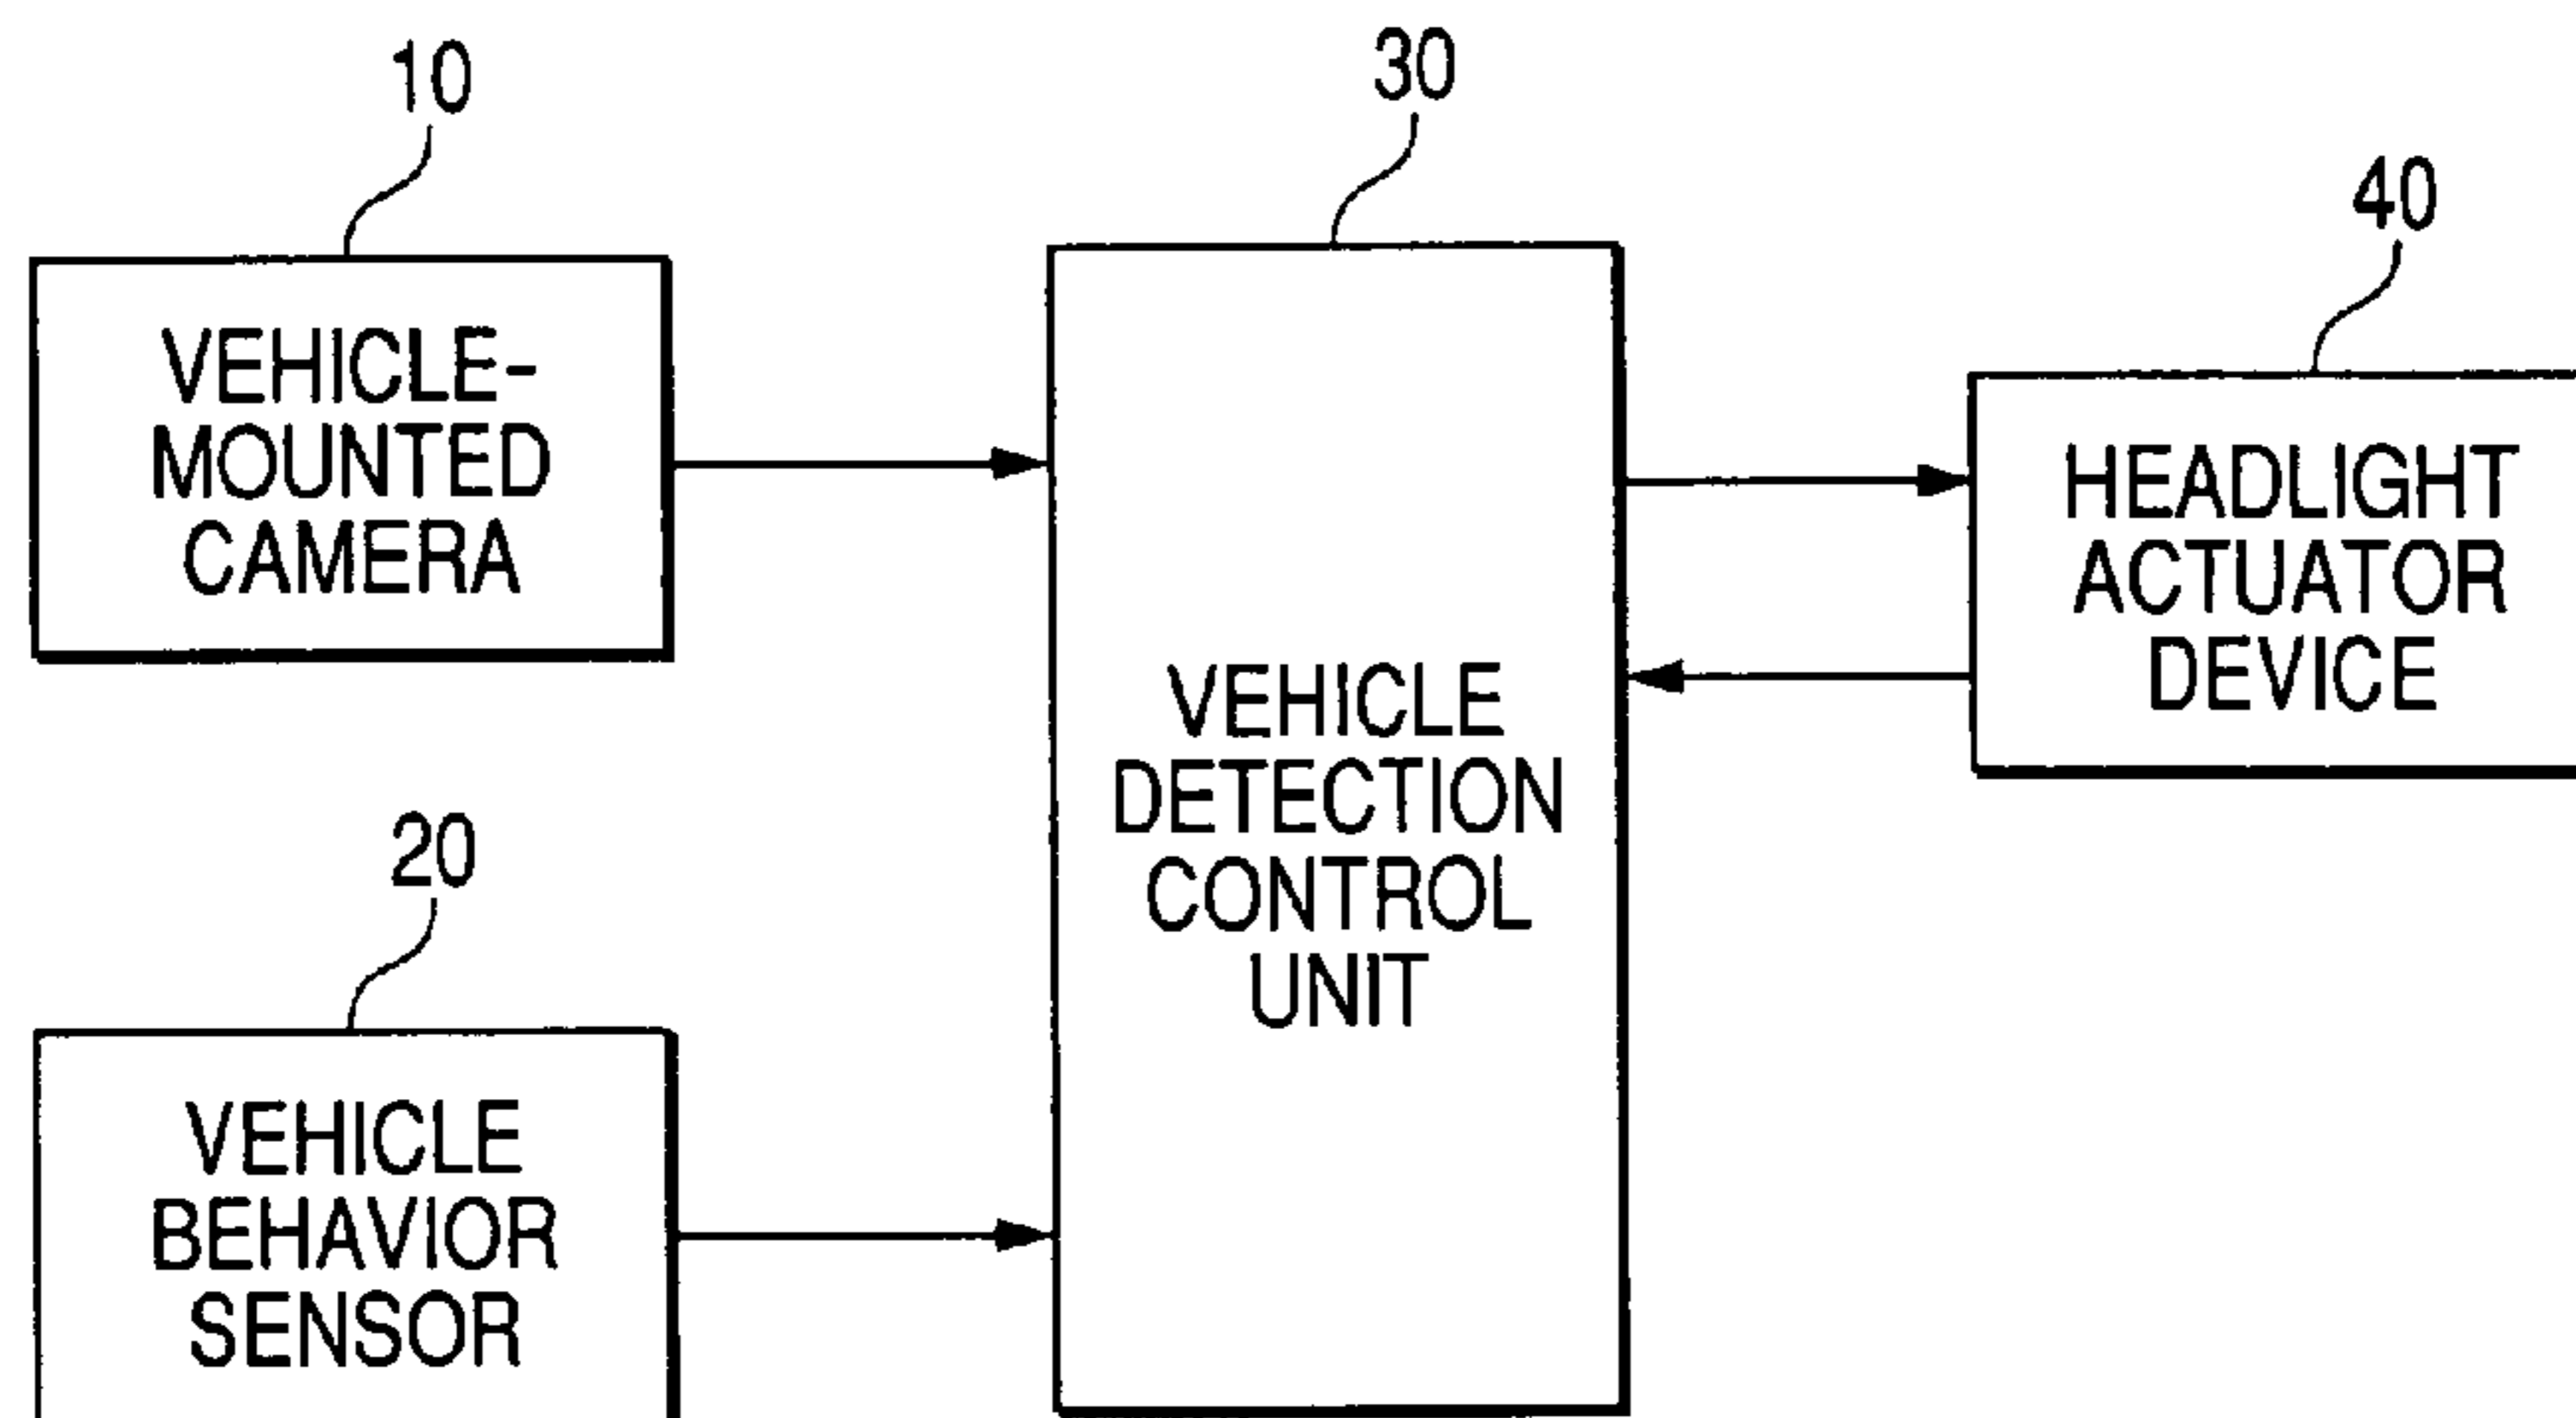 10
VEHICLE-
MOUNTED
CAMERA
20
VEHICLE
BEHAVIOR
SENSOR
30
VEHICLE
DETECTION
CONTROL
UNIT
40
HEADLIGHT
ACTUATOR
DEVICE